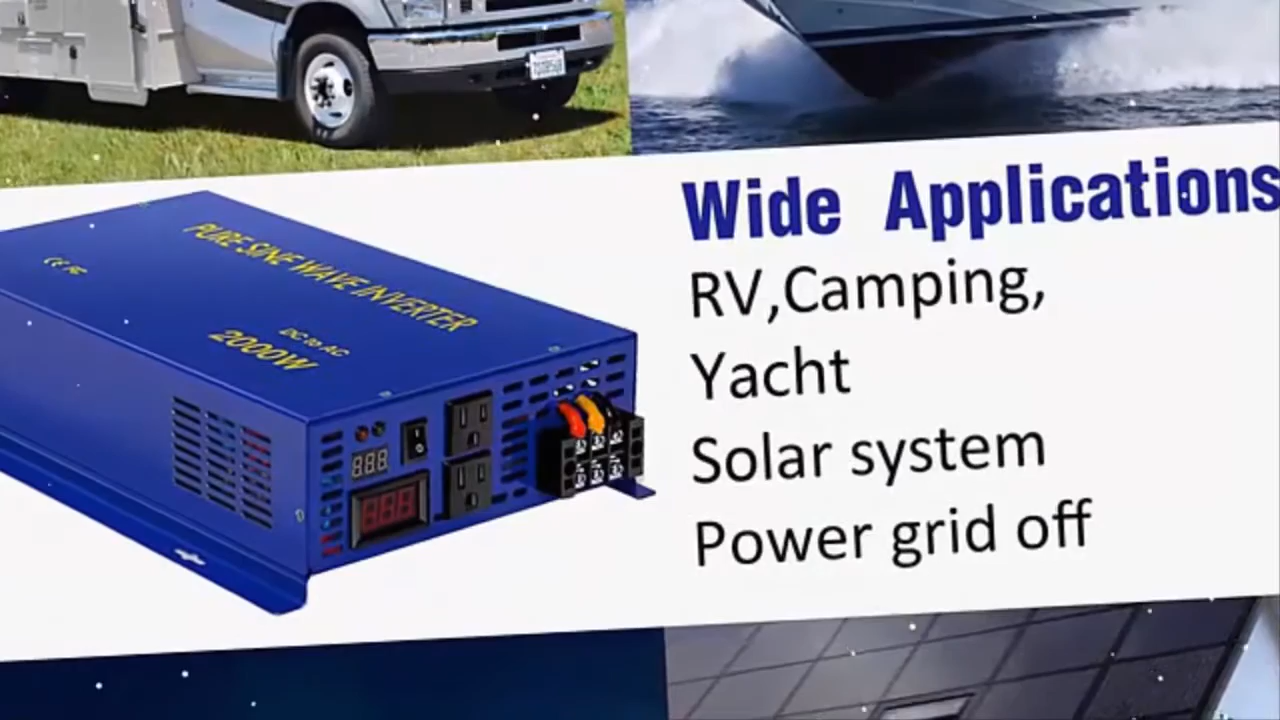 Wide Applications
RV,Camping,
Yacht
Solar system
Power grid off
PURE SINE WAVE INVERTER
DC to AC
2000W